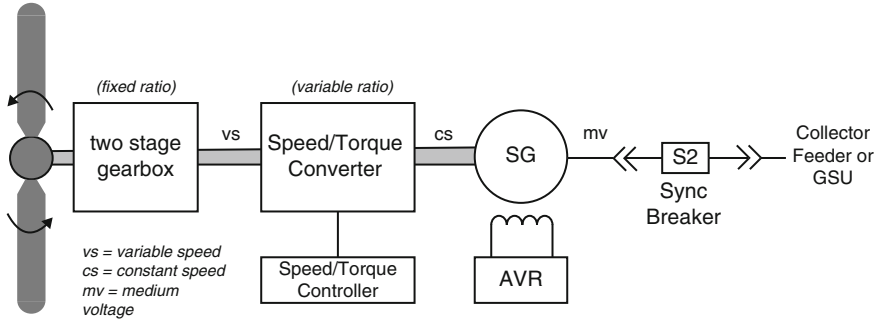 (fixed ratio)
(variable ratio)
two stage
gearbox
vs
Speed/Torque
Converter
cs
SG
mv
S2
Sync
Breaker
Collector
Feeder or
GSU
vs = variable speed
cs = constant speed
mv = medium
voltage
Speed/Torque
Controller
AVR